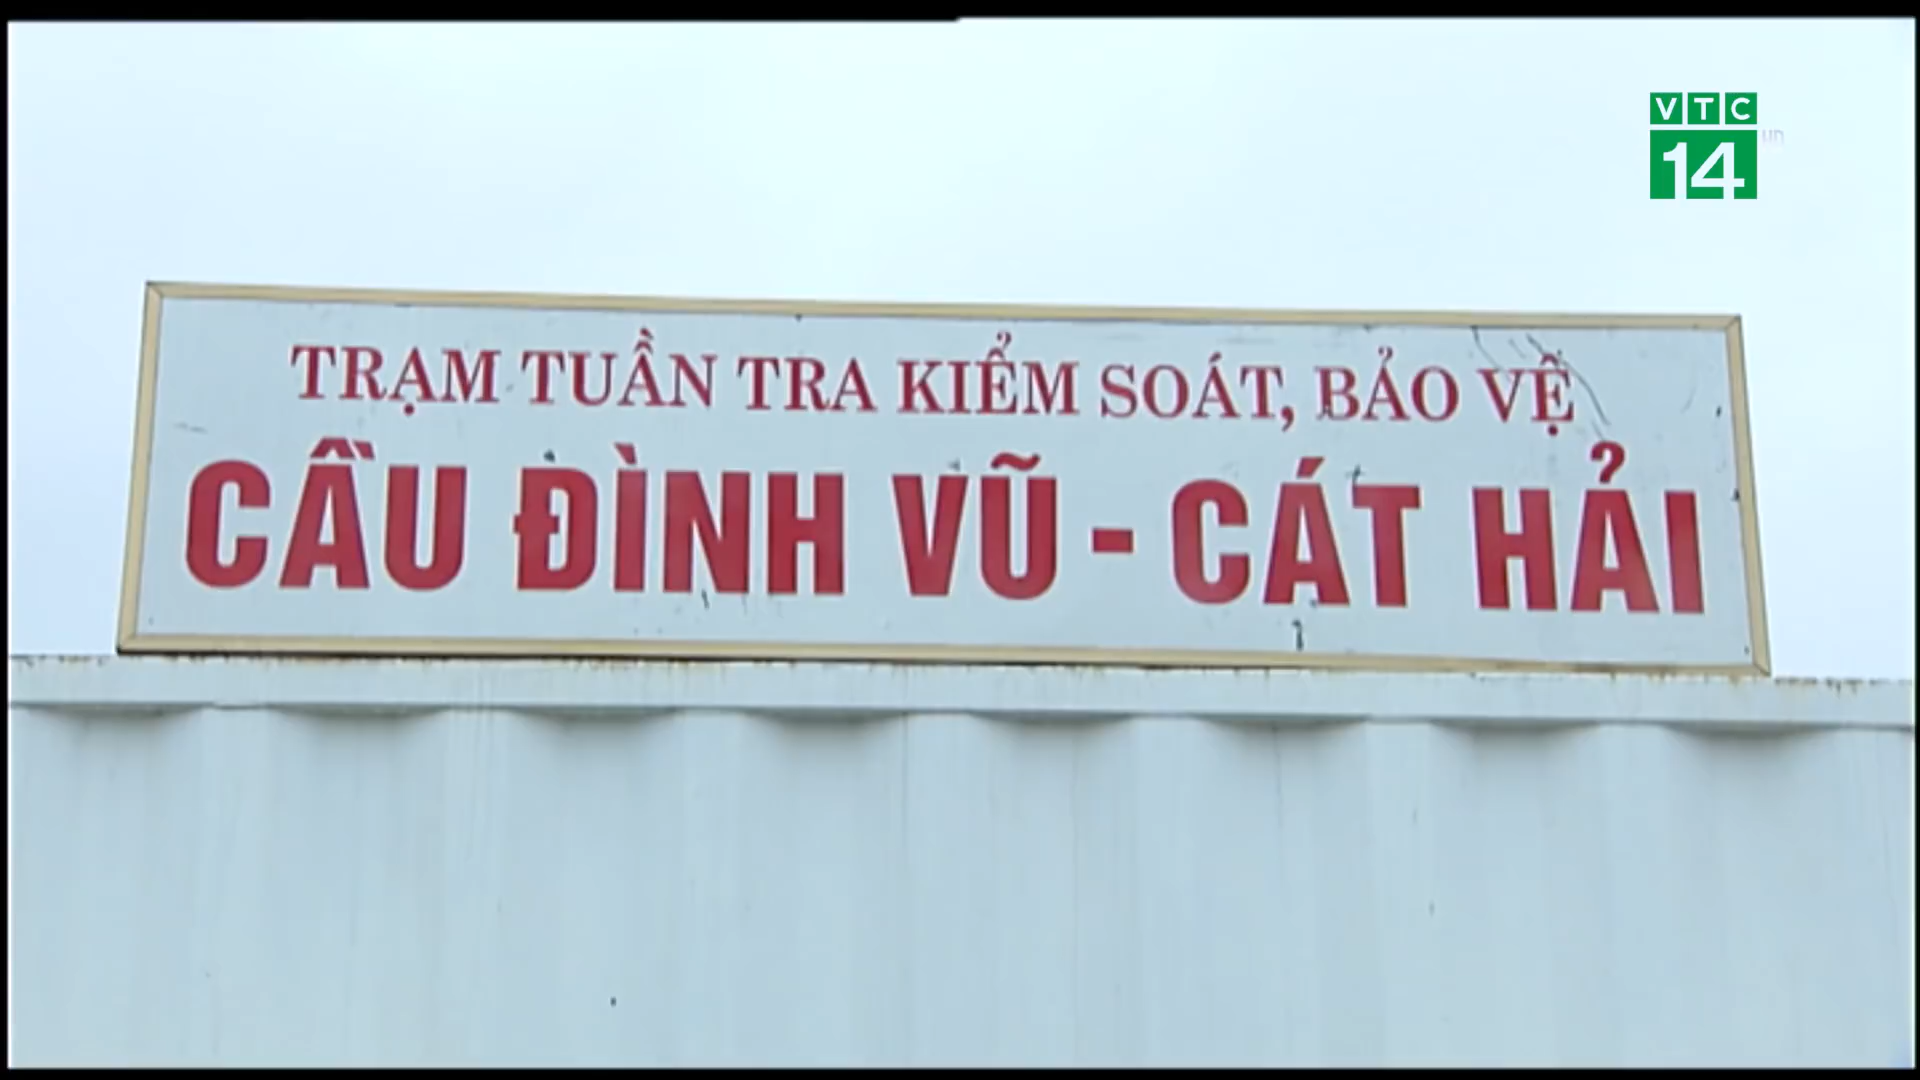 VTC
14
TRẠM TUẦN TRA KIỂM SOÁT, BẢO VỆ
CẦU ĐÌNH VŨ - CÁT HẢI